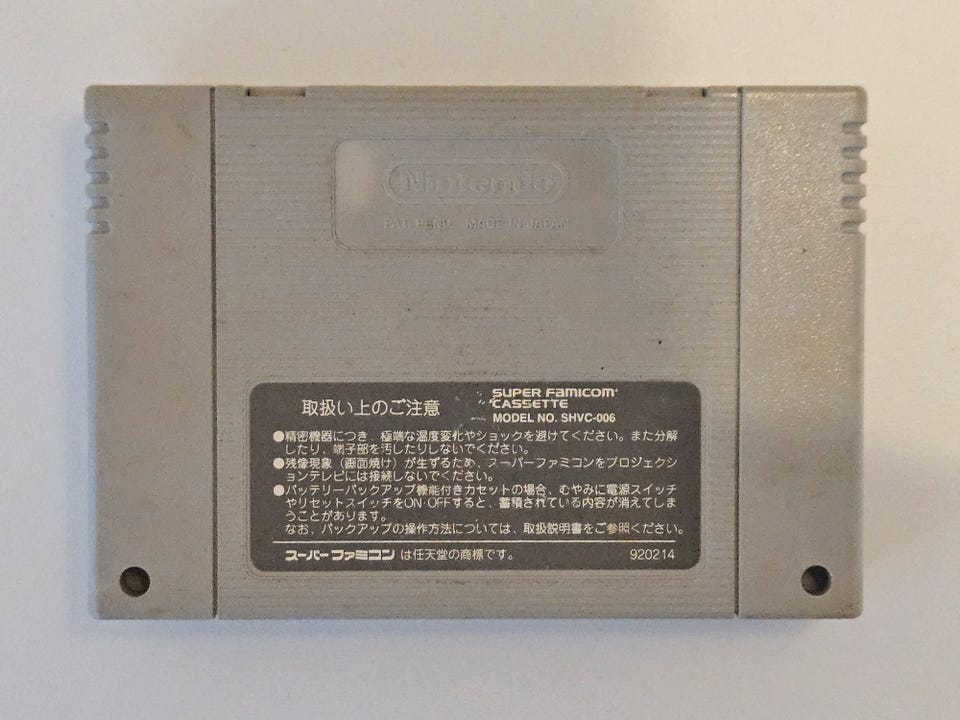 Nintendo
PAT. PEND. MADE IN JAPAN
取扱い上のご注意
SUPER FAMICOM
CASSETTE
MODEL NO. SHVC-006
●精密機器につき、極端な温度変化やショックを避けてください。また分解
したり、端子部を汚したりしないでください。
●残像現象（画面焼け）が生ずるため、スーパーファミコンをプロジェクシ
ョンテレビには接続しないでください。
●バッテリーバックアップ機能付きカセットの場合、むやみに電源スイッチ
やリセットスイッチをON・OFFすると、蓄積されている内容が消えてしま
うことがあります。
なお、バックアップの操作方法については、取扱説明書をご参照ください。
スーパーファミコン は任天堂の商標です。
920214